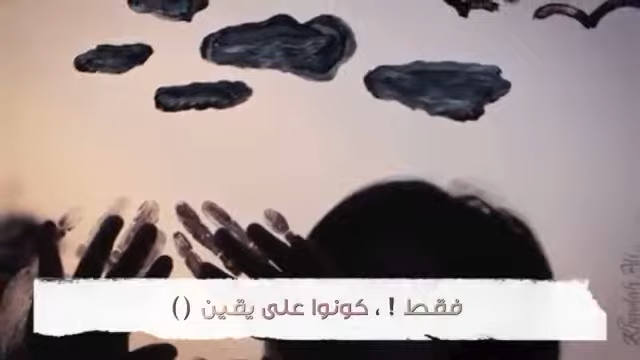 فقط ! ، كونوا على يقين ()